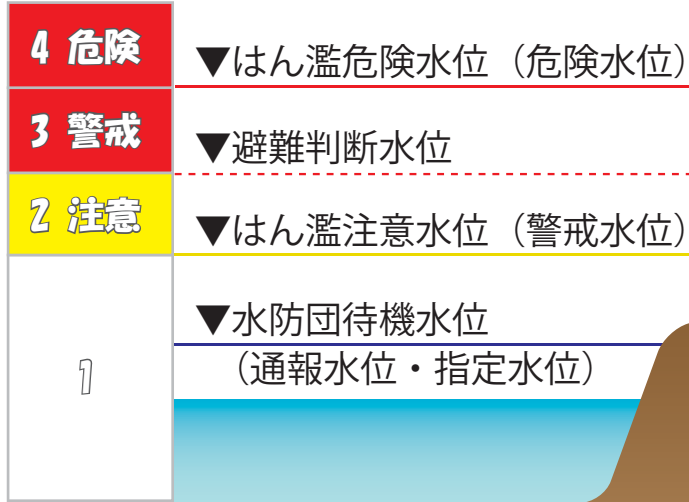 4 危険
▼はん濫危険水位（危険水位）
3 警戒
▼避難判断水位
2 注意
▼はん濫注意水位（警戒水位）
▼水防団待機水位
（通報水位・指定水位）
1